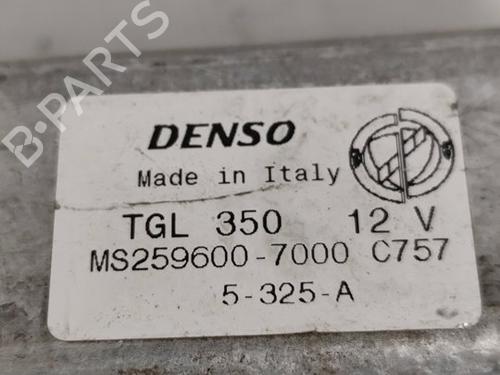 DENSO
Made in Italy
TGL 350 12 V
MS259600-7000 C757
5-325-A
B-PARTS